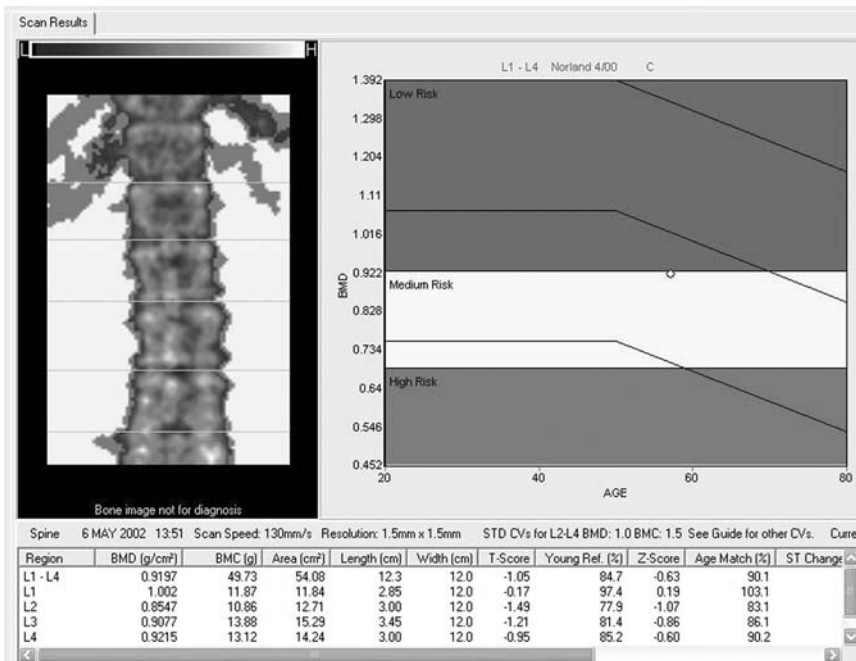 Scan Results
L H
Bone image not for diagnosis
L1 - L4 Norland 4/00 C
1.392
1.298
1.204
1.11
1.016
0.922
0.828
0.734
0.64
0.546
0.452
BMD
Low Risk
Medium Risk
High Risk
20 40 60 80
AGE
Spine 6 MAY 2002 13:51 Scan Speed: 130mm/s Resolution: 1.5mm x 1.5mm STD CVs for L2-L4 BMD: 1.0 BMC: 1.5 See Guide for other CVs. Curre
Region BMD (g/cm²) BMC (g) Area (cm²) Length (cm) Width (cm) T-Score Young Ref. (%) Z-Score Age Match (%) ST Change
L1 - L4 0.9197 49.73 54.08 12.3 12.0 -1.05 84.7 -0.63 90.1
L1 1.002 11.87 11.84 2.85 12.0 -0.17 97.4 0.19 103.1
L2 0.8547 10.86 12.71 3.00 12.0 -1.49 77.9 -1.07 83.1
L3 0.9077 13.88 15.29 3.45 12.0 -1.21 81.4 -0.86 86.1
L4 0.9215 13.12 14.24 3.00 12.0 -0.95 85.2 -0.60 90.2